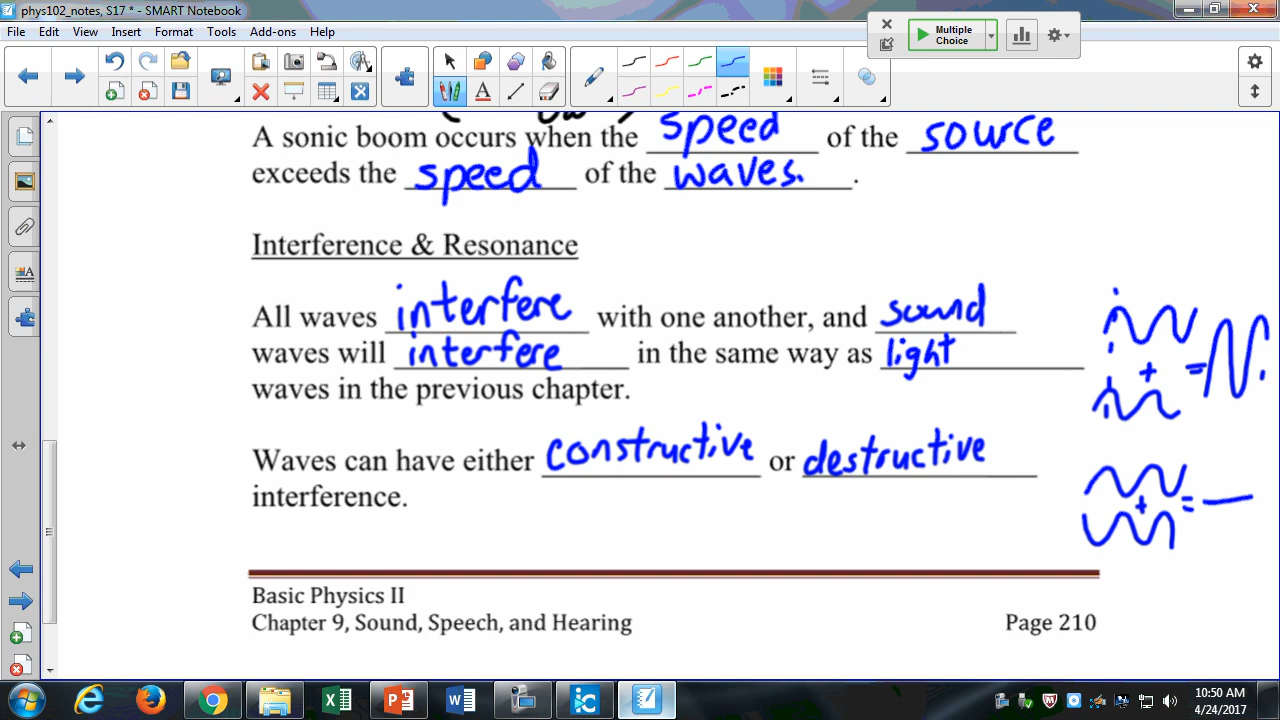 phys102_notes, S17 * - SMART Notebook
File Edit View Insert Format Tools Add-ons Help
Multiple
Choice
A sonic boom occurs when the speed of the source
exceeds the speed of the waves. .
Interference & Resonance
All waves interfere with one another, and sound
waves will interfere in the same way as light
waves in the previous chapter.
Waves can have either constructive or destructive
interference.
+ =
+ = —
Basic Physics II
Chapter 9, Sound, Speech, and Hearing Page 210
10:50 AM
4/24/2017